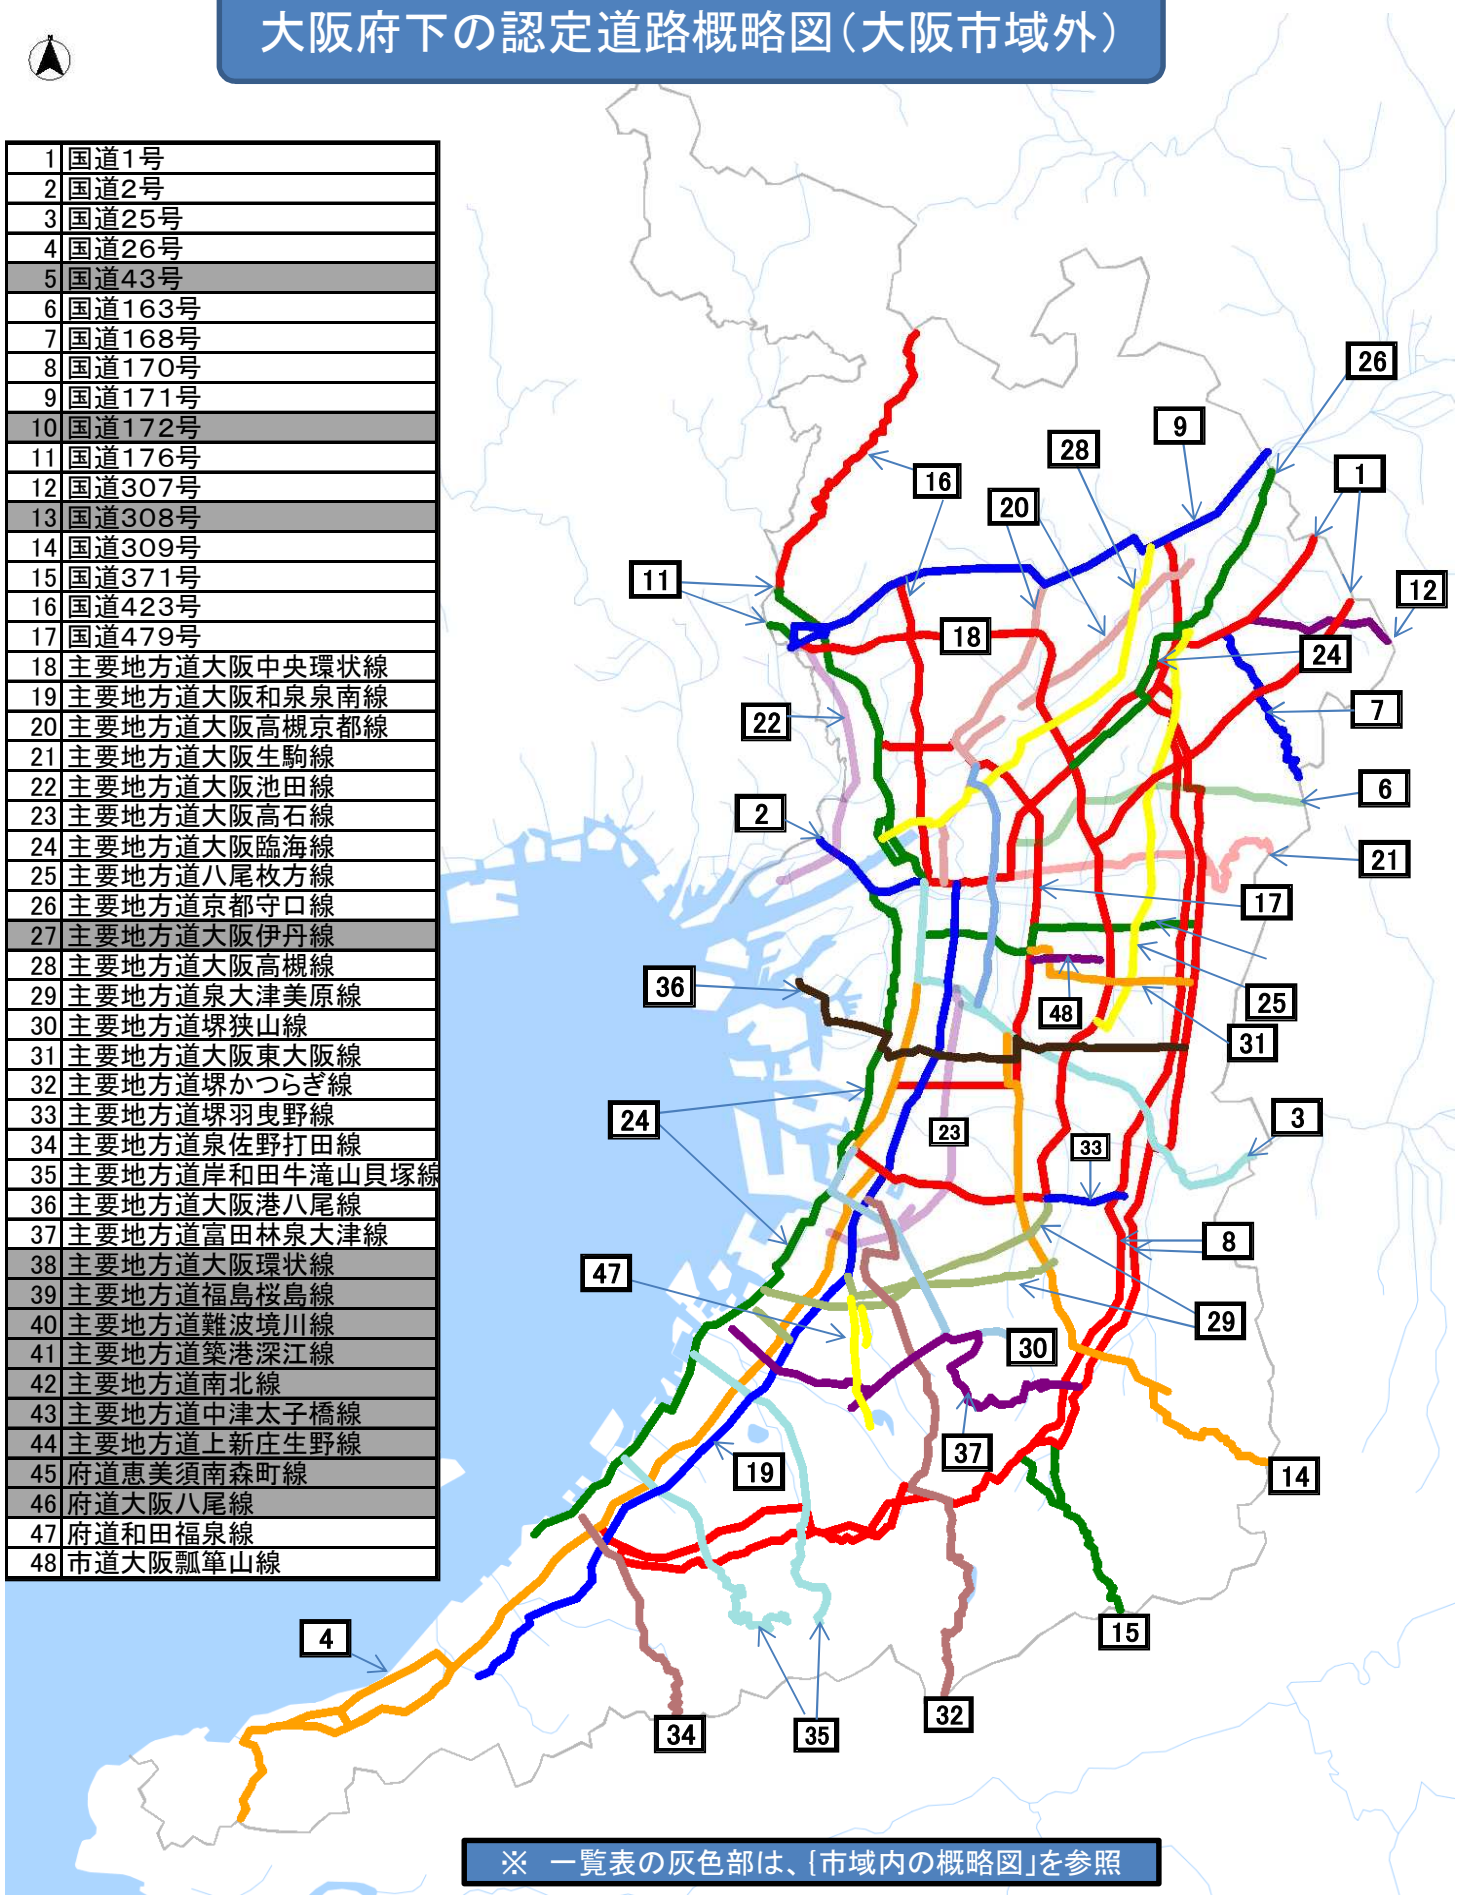 大阪府下の認定道路概略図（大阪市域外）
N
1 国道1号
2 国道2号
3 国道25号
4 国道26号
5 国道43号
6 国道163号
7 国道168号
8 国道170号
9 国道171号
10 国道172号
11 国道176号
12 国道307号
13 国道308号
14 国道309号
15 国道371号
16 国道423号
17 国道479号
18 主要地方道大阪中央環状線
19 主要地方道大阪和泉泉南線
20 主要地方道大阪高槻京都線
21 主要地方道大阪生駒線
22 主要地方道大阪池田線
23 主要地方道大阪高石線
24 主要地方道大阪臨海線
25 主要地方道八尾枚方線
26 主要地方道京都守口線
27 主要地方道大阪伊丹線
28 主要地方道大阪高槻線
29 主要地方道泉大津美原線
30 主要地方道堺狭山線
31 主要地方道大阪東大阪線
32 主要地方道堺かつらぎ線
33 主要地方道堺羽曳野線
34 主要地方道泉佐野打田線
35 主要地方道岸和田牛滝山貝塚線
36 主要地方道大阪港八尾線
37 主要地方道富田林泉大津線
38 主要地方道大阪環状線
39 主要地方道福島桜島線
40 主要地方道難波境川線
41 主要地方道築港深江線
42 主要地方道南北線
43 主要地方道中津太子橋線
44 主要地方道上新庄生野線
45 府道恵美須南森町線
46 府道大阪八尾線
47 府道和田福泉線
48 市道大阪瓢箪山線
26
9
28
1
16
20
11
12
18
24
7
22
6
2
21
17
36
25
48
31
24
3
23
33
8
47
29
30
37
19
14
4
15
32
34
35
※ 一覧表の灰色部は、｛市域内の概略図」を参照